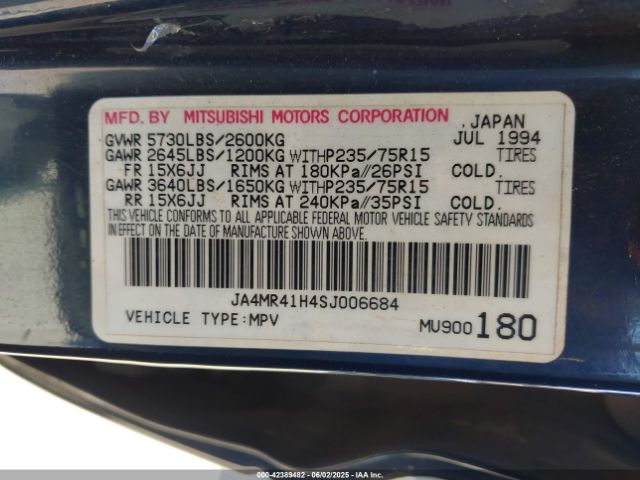 MFD. BY MITSUBISHI MOTORS CORPORATION , JAPAN
GVWR 5730LBS/2600KG JUL 1994
GAWR 2645LBS/1200KG WITHP235/75R15 TIRES
FR 15X6JJ RIMS AT 180KPa//26PSI COLD.
GAWR 3640LBS/1650KG WITHP235/75R15 TIRES
RR 15X6JJ RIMS AT 240KPa//35PSI COLD.
THIS VEHICLE CONFORMS TO ALL APPLICABLE FEDERAL MOTOR VEHICLE SAFETY STANDARDS
IN EFFECT ON THE DATE OF MANUFACTURE SHOWN ABOVE.
JA4MR41H4SJ006684
VEHICLE TYPE:MPV MU900 180
000-42389482 - 06/02/2025 - IAA-3489